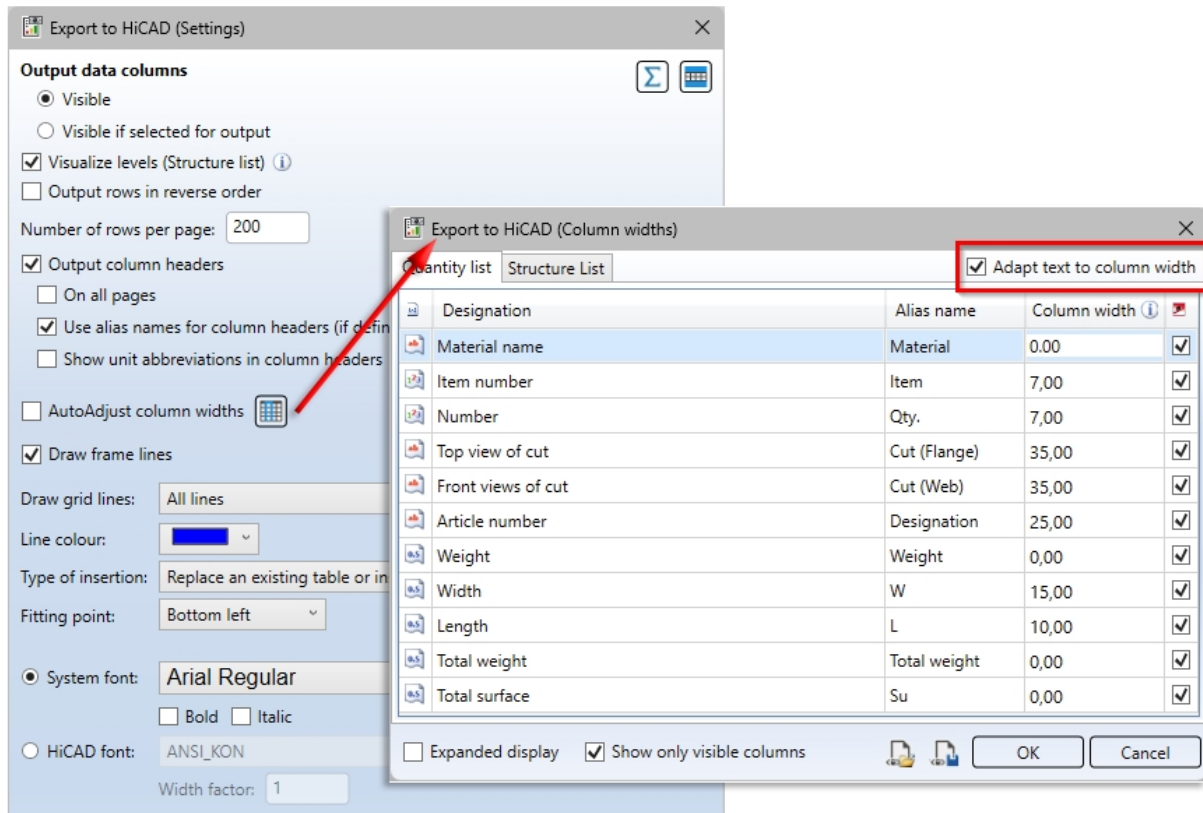 Export to HiCAD (Settings)
Output data columns
Visible
Visible if selected for output
Visualize levels (Structure list)
Output rows in reverse order
Number of rows per page: 200
Output column headers
On all pages
Use alias names for column headers (if defin
Show unit abbreviations in column headers
AutoAdjust column widths
Draw frame lines
Draw grid lines: All lines
Line colour:
Type of insertion: Replace an existing table or in
Fitting point: Bottom left
System font: Arial Regular
Bold Italic
HiCAD font: ANSI_KON
Width factor: 1
Export to HiCAD (Column widths)
Quantity list Structure List Adapt text to column width
Designation Alias name Column width
Material name Material 0.00
Item number Item 7,00
Number Qty. 7,00
Top view of cut Cut (Flange) 35,00
Front views of cut Cut (Web) 35,00
Article number Designation 25,00
Weight Weight 0,00
Width W 15,00
Length L 10,00
Total weight Total weight 0,00
Total surface Su 0,00
Expanded display Show only visible columns OK Cancel